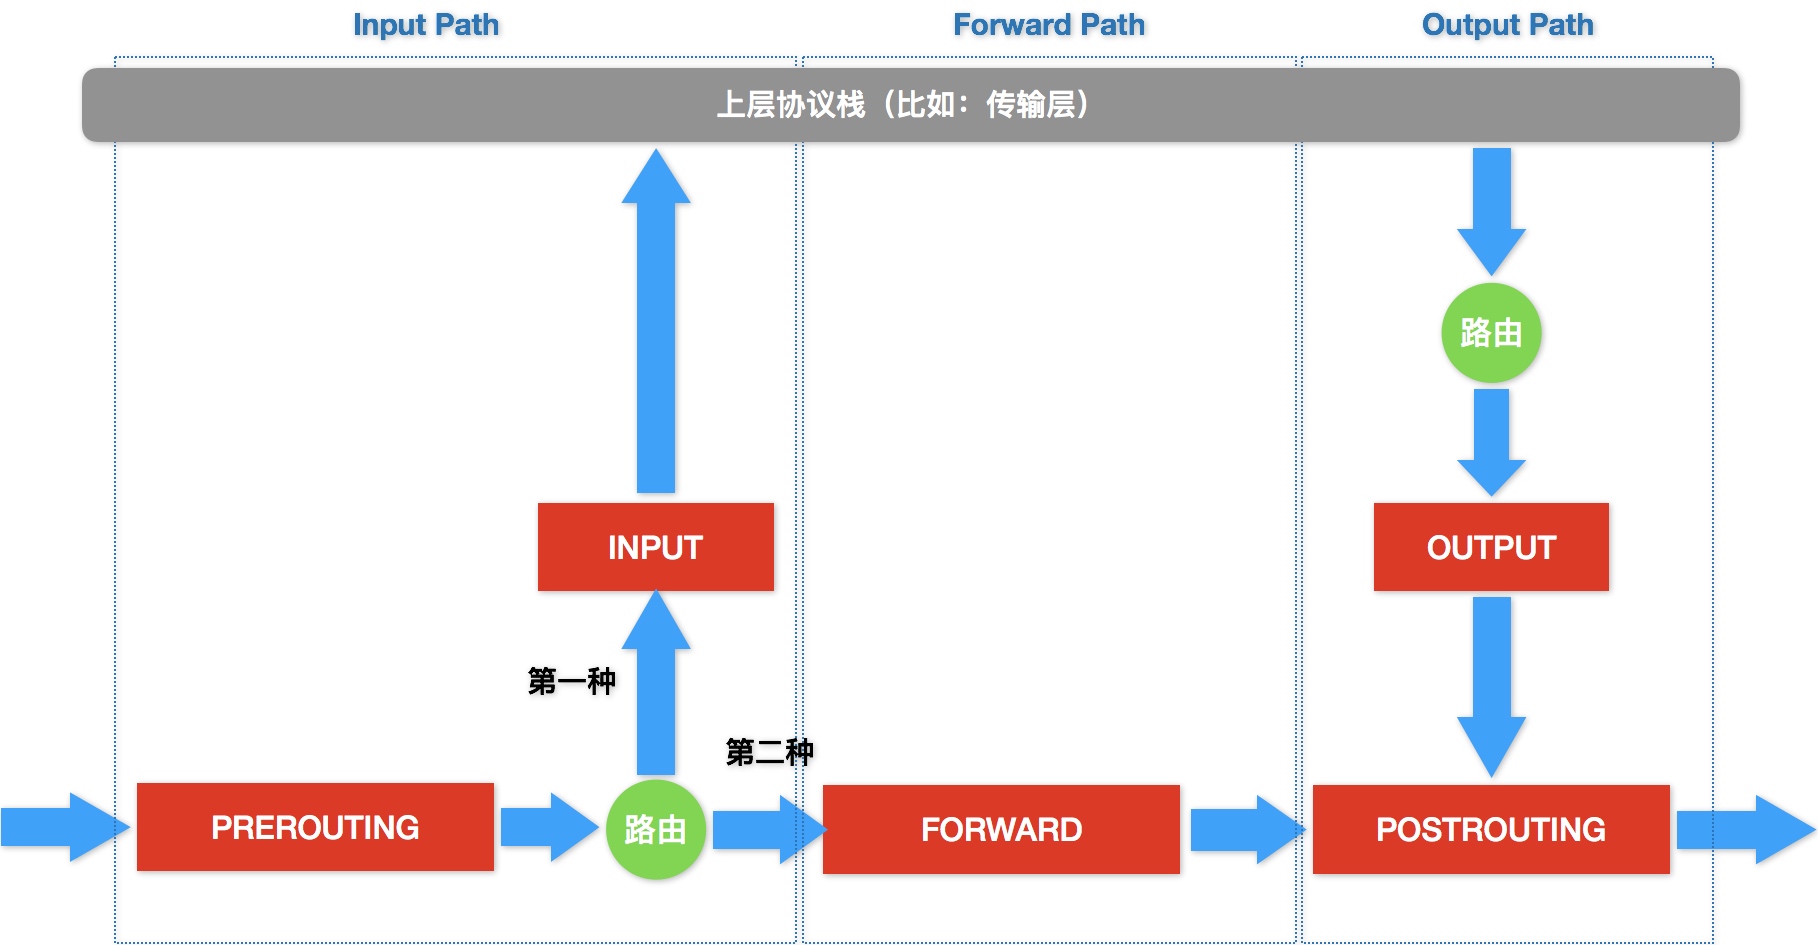 Input Path
Forward Path
Output Path
上层协议栈（比如：传输层）
路由
INPUT
OUTPUT
第一种
第二种
PREROUTING
路由
FORWARD
POSTROUTING